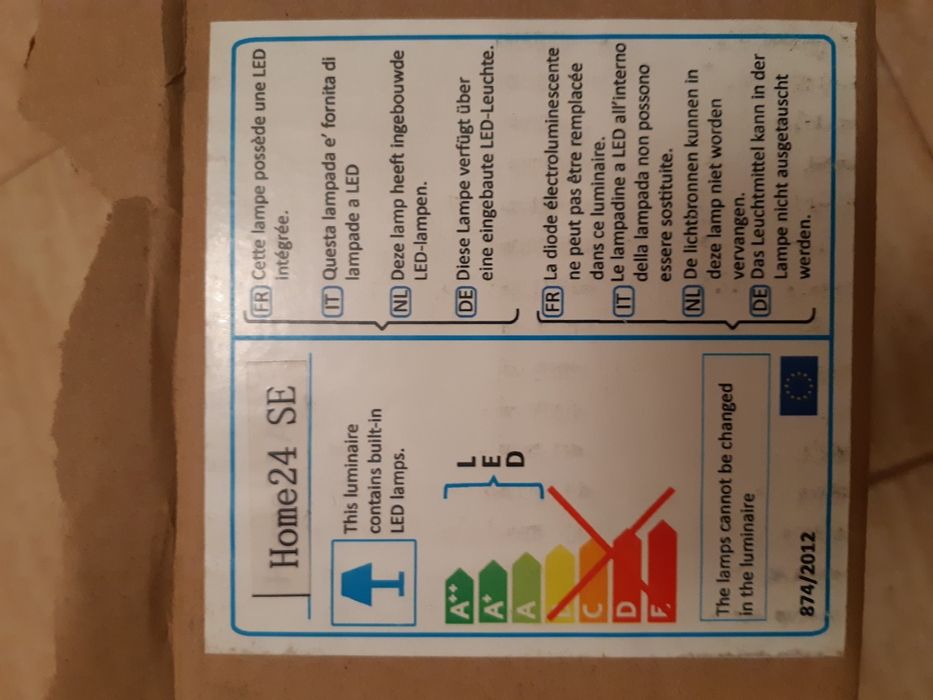 Home24 SE
This luminaire
contains built-in
LED lamps.
A++
A+
A
C
D
L
E
D
The lamps cannot be changed
in the luminaire
874/2012
FR Cette lampe possède une LED
intégrée.
IT Questa lampada e' fornita di
lampade a LED
NL Deze lamp heeft ingebouwde
LED-lampen.
DE Diese Lampe verfügt über
eine eingebaute LED-Leuchte.
FR La diode électroluminescente
ne peut pas être remplacée
dans ce luminaire.
IT Le lampadine a LED all'interno
della lampada non possono
essere sostituite.
NL De lichtbronnen kunnen in
deze lamp niet worden
vervangen.
DE Das Leuchtmittel kann in der
Lampe nicht ausgetauscht
werden.